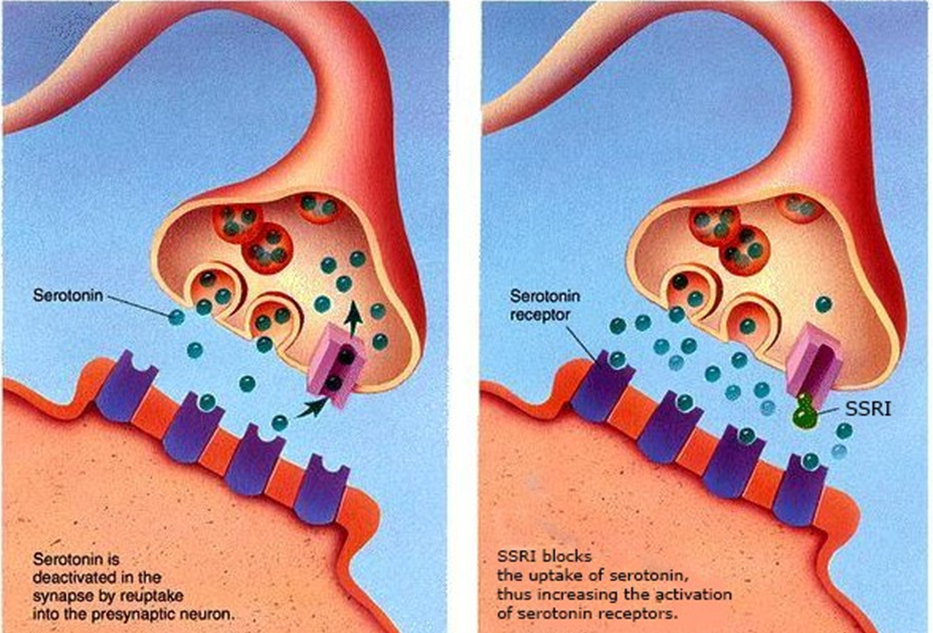 Serotonin
Serotonin is
deactivated in the
synapse by reuptake
into the presynaptic neuron.
Serotonin
receptor
SSRI
SSRI blocks
the uptake of serotonin,
thus increasing the activation
of serotonin receptors.